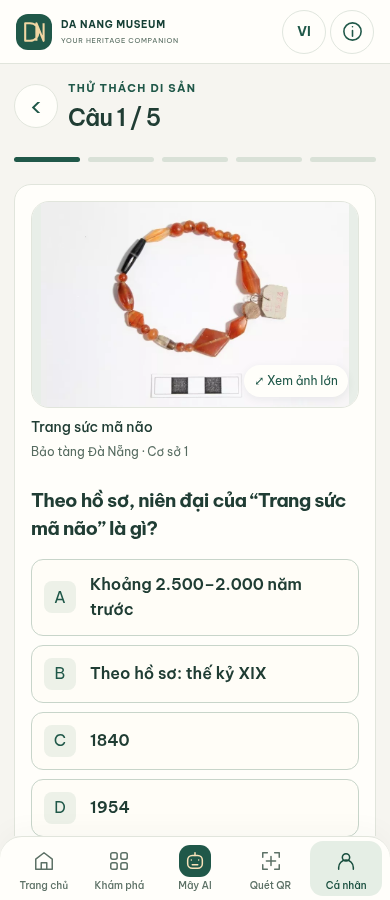 DA NANG MUSEUM
YOUR HERITAGE COMPANION
VI
THỬ THÁCH DI SẢN
Câu 1 / 5
Xem ảnh lớn
Trang sức mã não
Bảo tàng Đà Nẵng · Cơ sở 1
Theo hồ sơ, niên đại của “Trang sức
mã não” là gì?
A
Khoảng 2.500–2.000 năm
trước
B
Theo hồ sơ: thế kỷ XIX
C
1840
D
1954
Trang chủ
Khám phá
Mây AI
Quét QR
Cá nhân